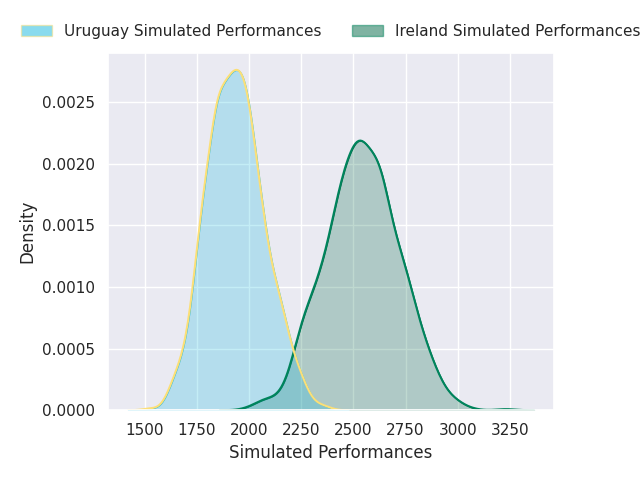 Uruguay Simulated Performances
Ireland Simulated Performances
0.0025
0.0020
0.0015
0.0010
0.0005
0.0000
Density
1500 1750 2000 2250 2500 2750 3000 3250
Simulated Performances